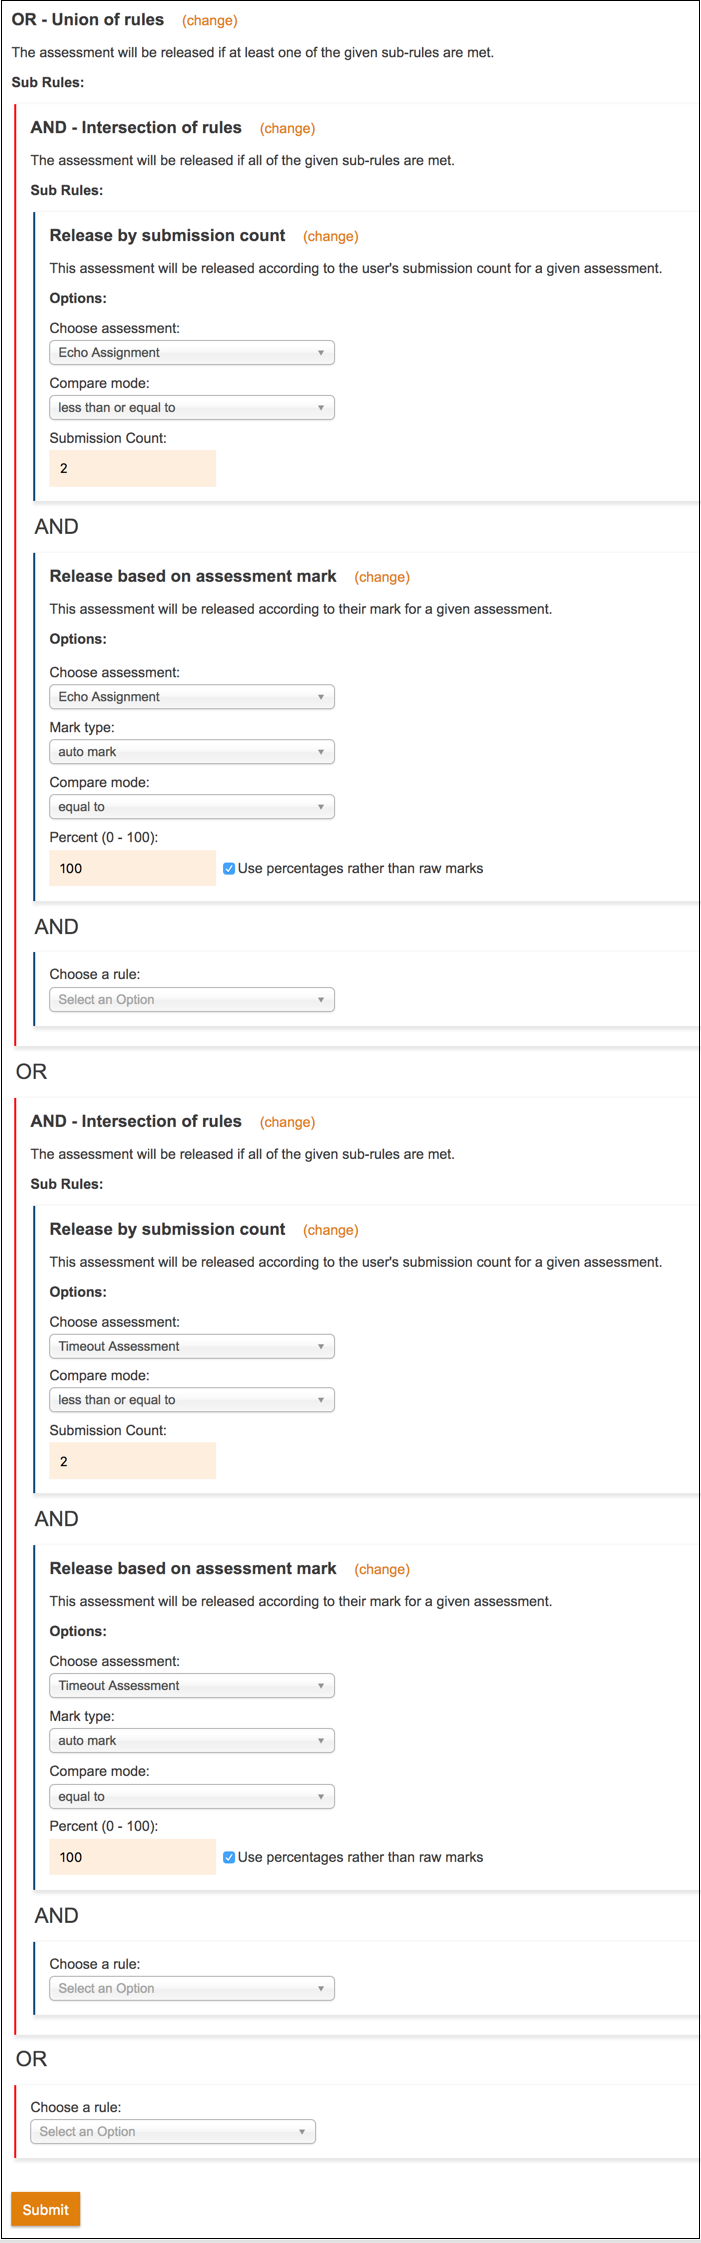 OR - Union of rules (change)
The assessment will be released if at least one of the given sub-rules are met.
Sub Rules:
AND - Intersection of rules (change)
The assessment will be released if all of the given sub-rules are met.
Sub Rules:
Release by submission count (change)
This assessment will be released according to the user's submission count for a given assessment.
Options:
Choose assessment:
Echo Assignment
Compare mode:
less than or equal to
Submission Count:
2
AND
Release based on assessment mark (change)
This assessment will be released according to their mark for a given assessment.
Options:
Choose assessment:
Echo Assignment
Mark type:
auto mark
Compare mode:
equal to
Percent (0 - 100):
100 Use percentages rather than raw marks
AND
Choose a rule:
Select an Option
OR
AND - Intersection of rules (change)
The assessment will be released if all of the given sub-rules are met.
Sub Rules:
Release by submission count (change)
This assessment will be released according to the user's submission count for a given assessment.
Options:
Choose assessment:
Timeout Assessment
Compare mode:
less than or equal to
Submission Count:
2
AND
Release based on assessment mark (change)
This assessment will be released according to their mark for a given assessment.
Options:
Choose assessment:
Timeout Assessment
Mark type:
auto mark
Compare mode:
equal to
Percent (0 - 100):
100 Use percentages rather than raw marks
AND
Choose a rule:
Select an Option
OR
Choose a rule:
Select an Option
Submit